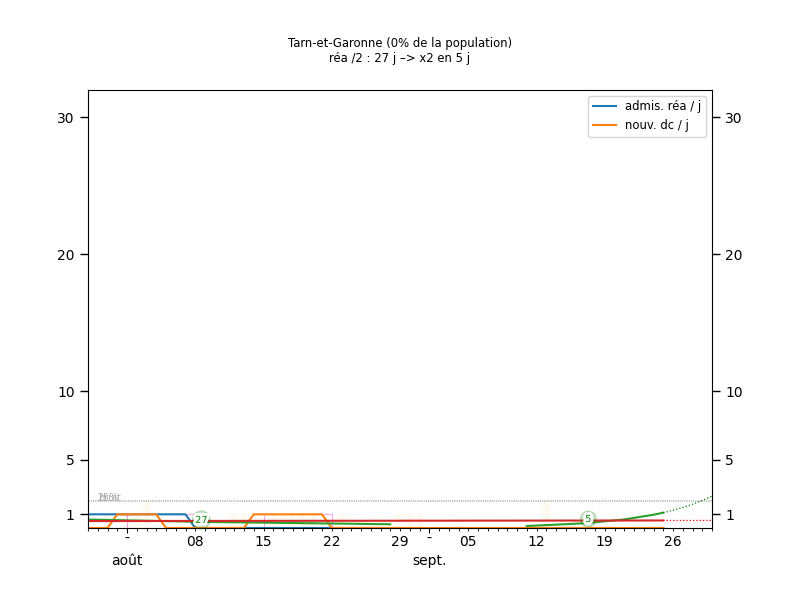 Tarn-et-Garonne (0% de la population)
réa /2 : 27 j –> x2 en 5 j
admis. réa / j
nouv. dc / j
30 30
20 20
10 10
5 5
1 1
27 5
- 08 15 22 29 - 05 12 19 26
août sept.